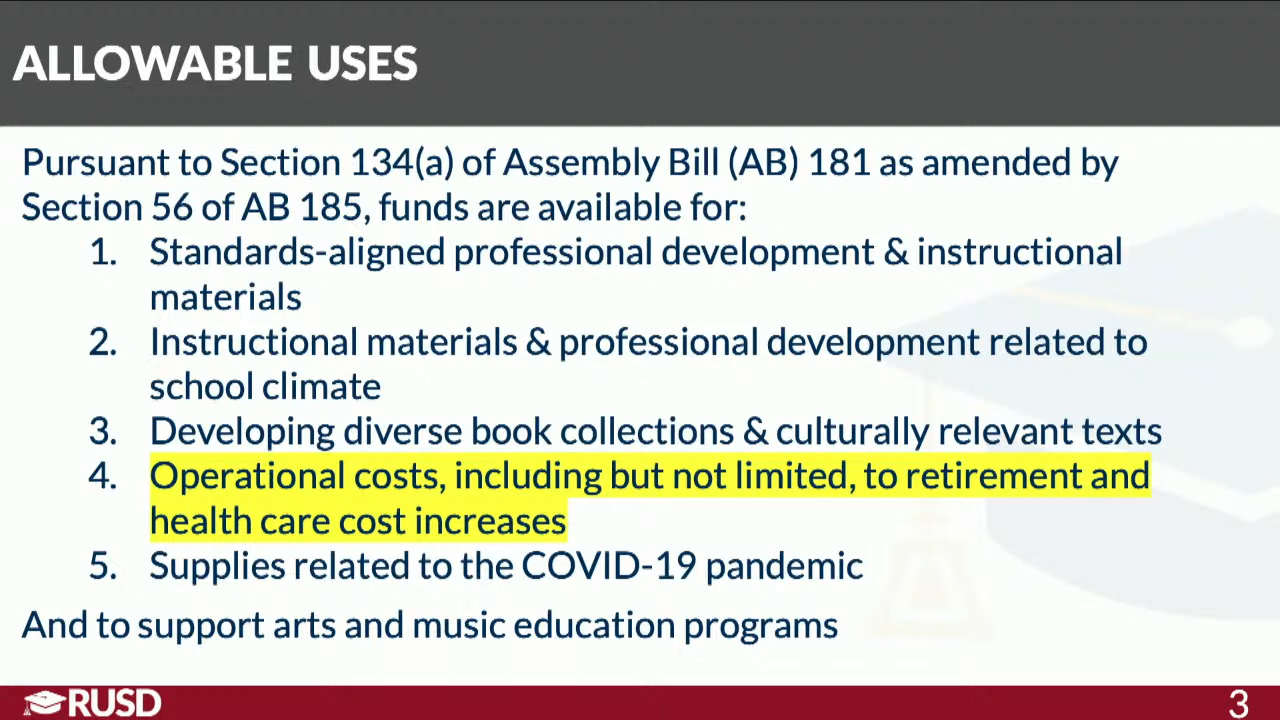 ALLOWABLE USES
Pursuant to Section 134(a) of Assembly Bill (AB) 181 as amended by
Section 56 of AB 185, funds are available for:
1. Standards-aligned professional development & instructional
materials
2. Instructional materials & professional development related to
school climate
3. Developing diverse book collections & culturally relevant texts
4. Operational costs, including but not limited, to retirement and
health care cost increases
5. Supplies related to the COVID-19 pandemic
And to support arts and music education programs
RUSD
3